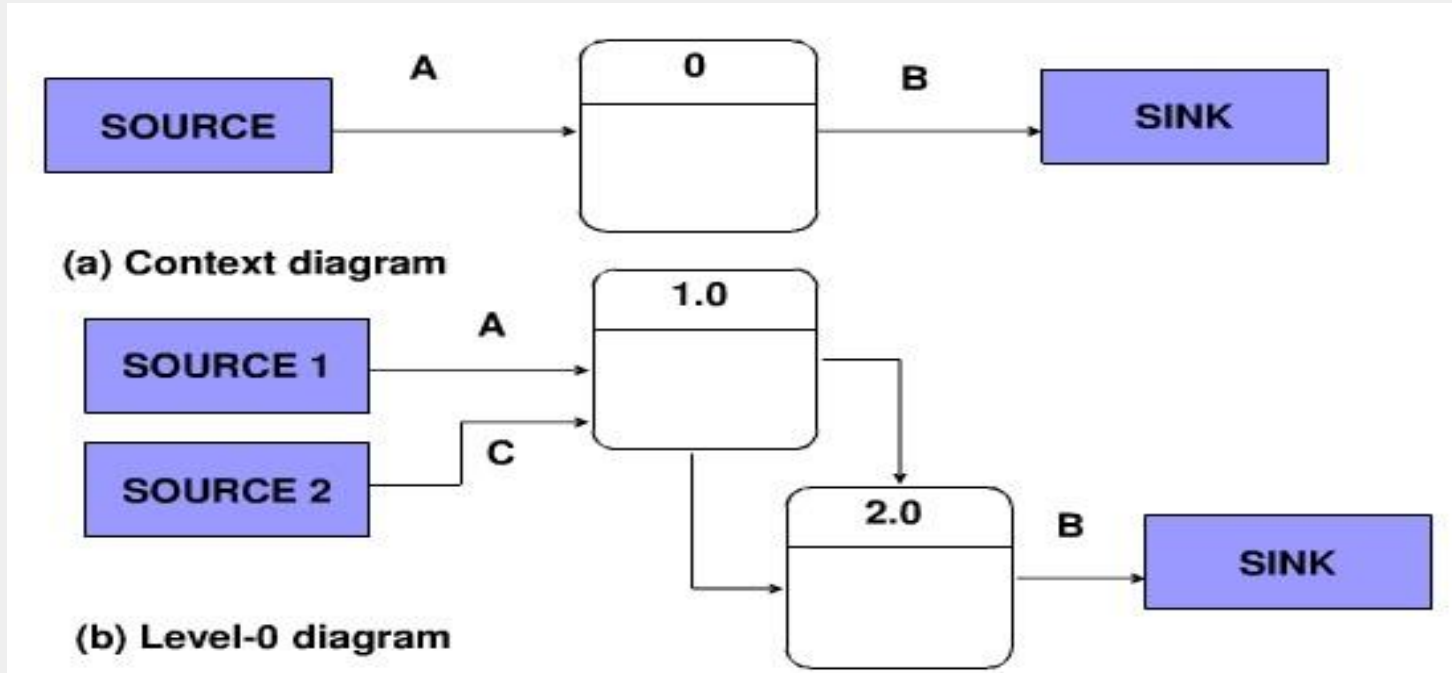 A
0
B
SOURCE
SINK
(a) Context diagram
1.0
A
SOURCE 1
C
SOURCE 2
2.0
B
SINK
(b) Level-0 diagram